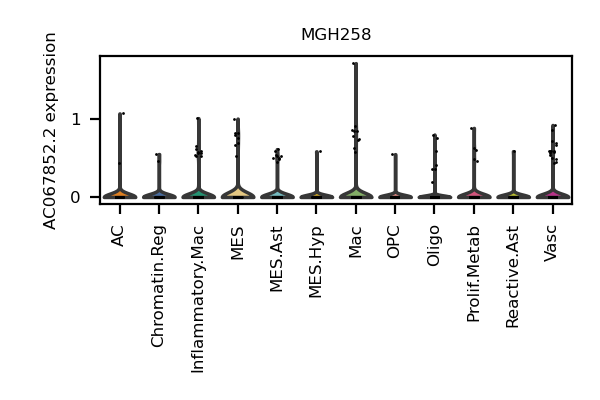 MGH258
AC067852.2 expression
1
0
AC
Chromatin.Reg
Inflammatory.Mac
MES
MES.Ast
MES.Hyp
Mac
OPC
Oligo
Prolif.Metab
Reactive.Ast
Vasc